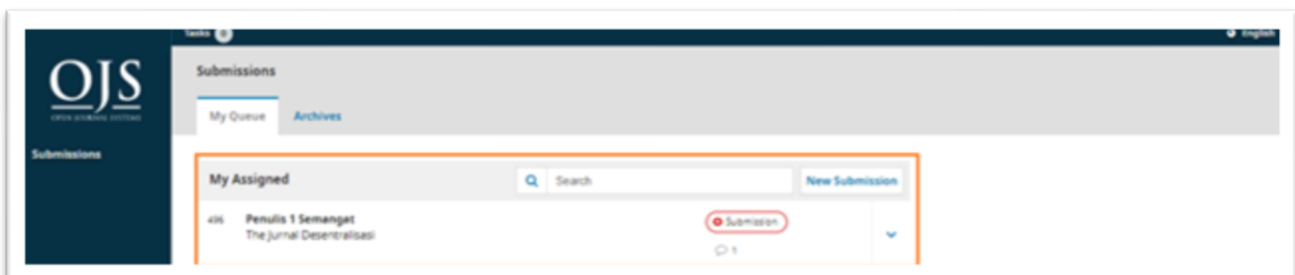 Tasks 0
English
OJS
OPEN JOURNAL SYSTEMS
Submissions
Submissions
My Queue
Archives
My Assigned
Search
New Submission
496
Penulis 1 Semangat
The Jurnal Desentralisasi
Submission
1